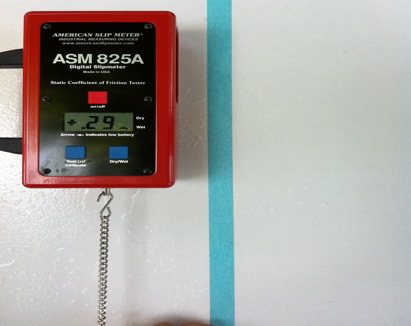 AMERICAN SLIP METER®
INDUSTRIAL MEASURING DEVICES
www.americanslipmeter.com
ASM 825A
Digital Slipmeter
Made in USA
Static Coefficient of Friction Tester
on/off
.29
Dry
Wet
Arrow indicates low battery
Test (+)/
Calibrate
Dry/Wet